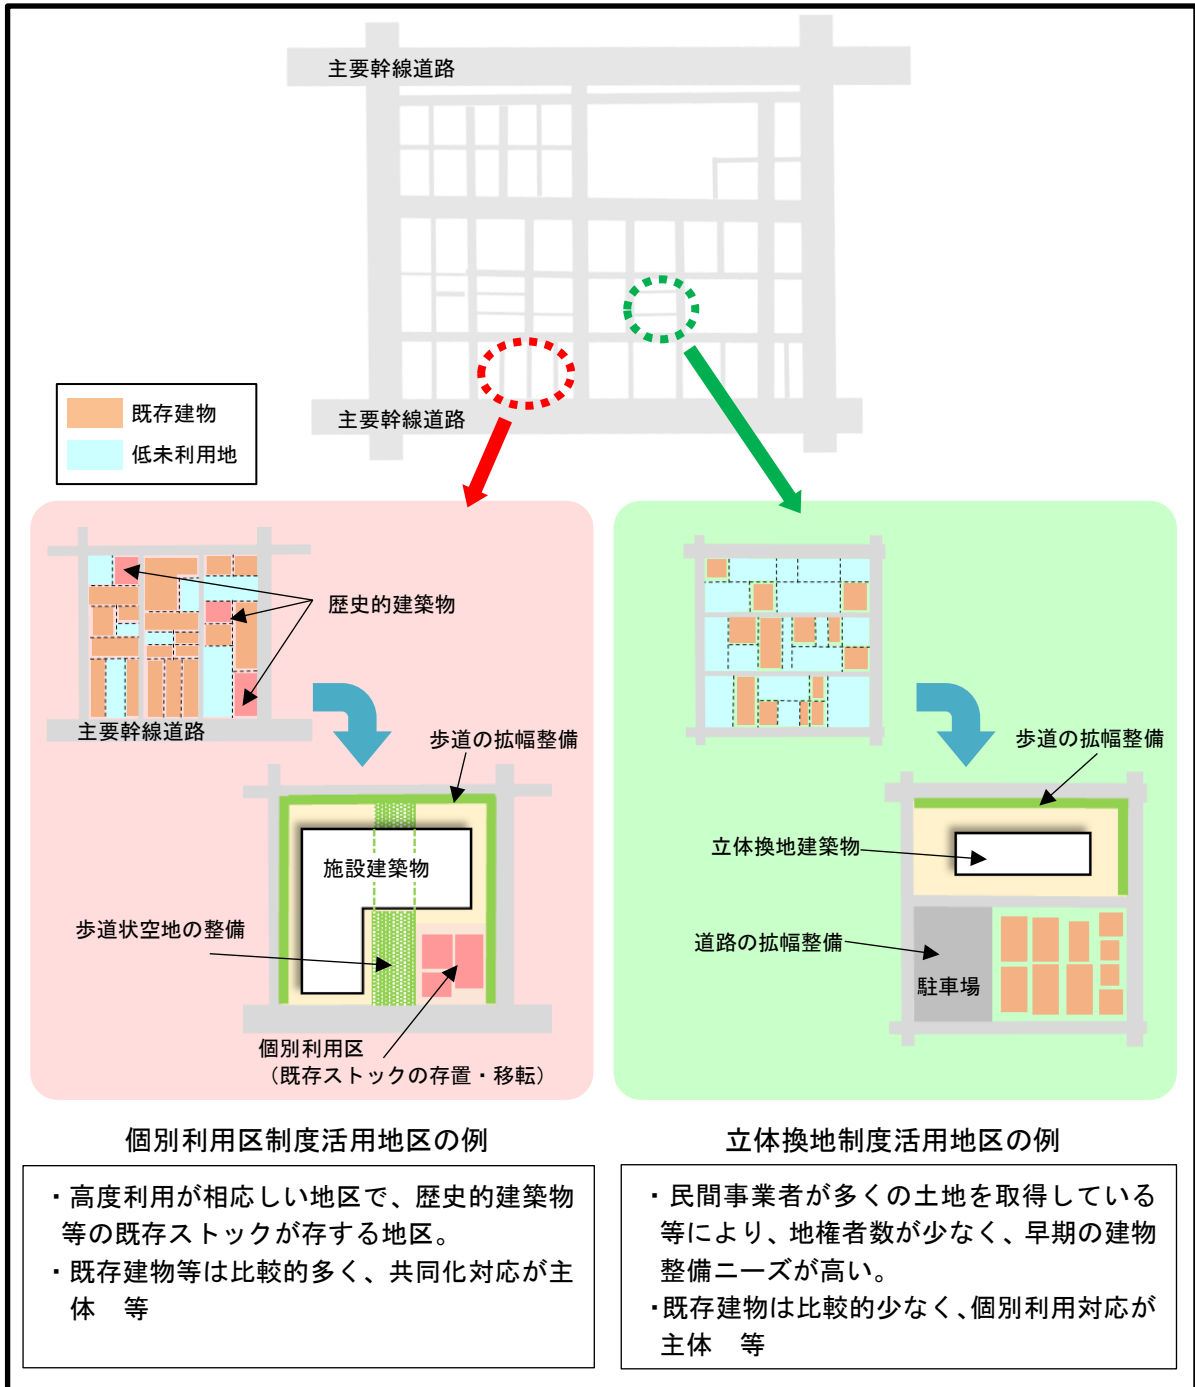 主要幹線道路
主要幹線道路
既存建物
低未利用地
歴史的建築物
主要幹線道路
歩道の拡幅整備
施設建築物
歩道状空地の整備
個別利用区
（既存ストックの存置・移転）
歩道の拡幅整備
立体換地建築物
道路の拡幅整備
駐車場
個別利用区制度活用地区の例
・高度利用が相応しい地区で、歴史的建築物
等の既存ストックが存する地区。
・既存建物等は比較的多く、共同化対応が主
体　等
立体換地制度活用地区の例
・民間事業者が多くの土地を取得している
等により、地権者数が少なく、早期の建物
整備ニーズが高い。
・既存建物は比較的少なく、個別利用対応が
主体　等